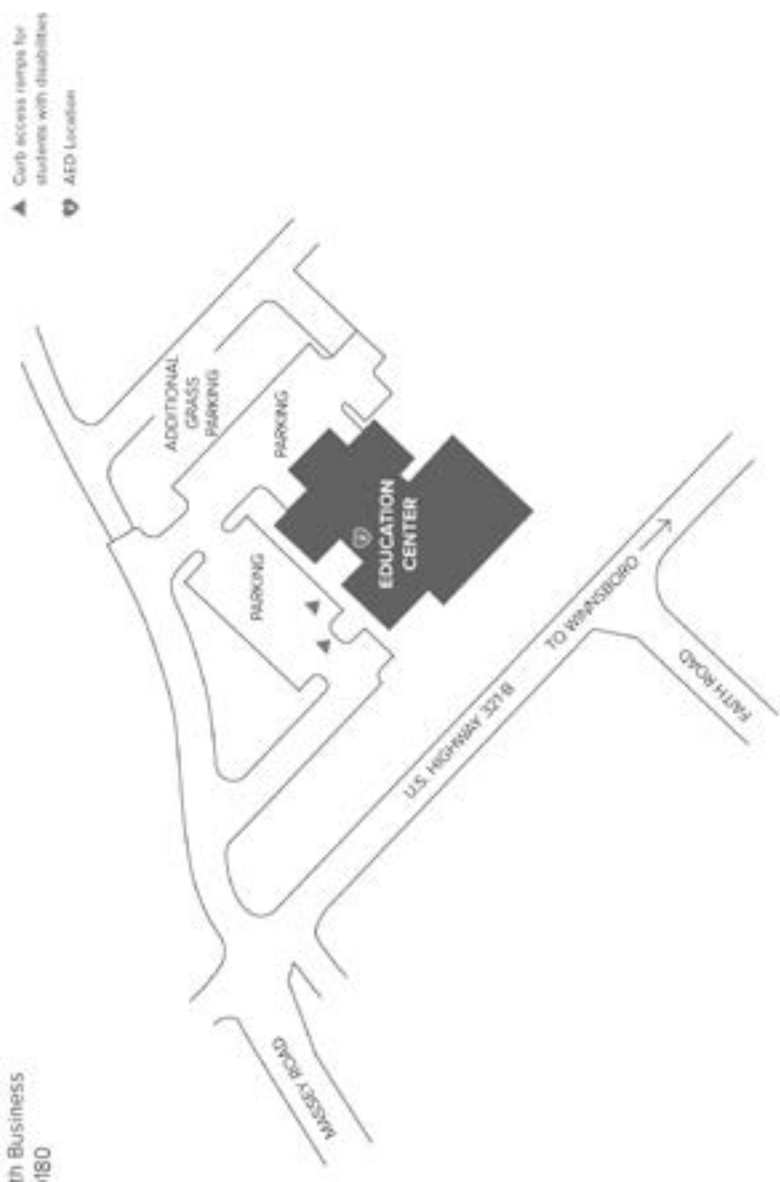 th Business
180
Curb access ramps for
students with disabilities
AED Location
ADDITIONAL
GRASS
PARKING
PARKING
PARKING
EDUCATION
CENTER
U.S. HIGHWAY 321-B
TO WINNSBORO
FAITH ROAD
MASSEY ROAD